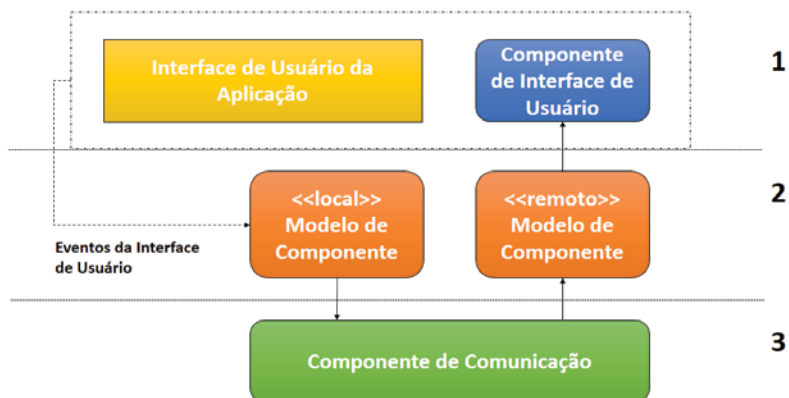 Interface de Usuário da
Aplicação
Componente
de Interface de
Usuário
1
<<local>>
Modelo de
Componente
<<remoto>>
Modelo de
Componente
2
Eventos da Interface
de Usuário
Componente de Comunicação
3